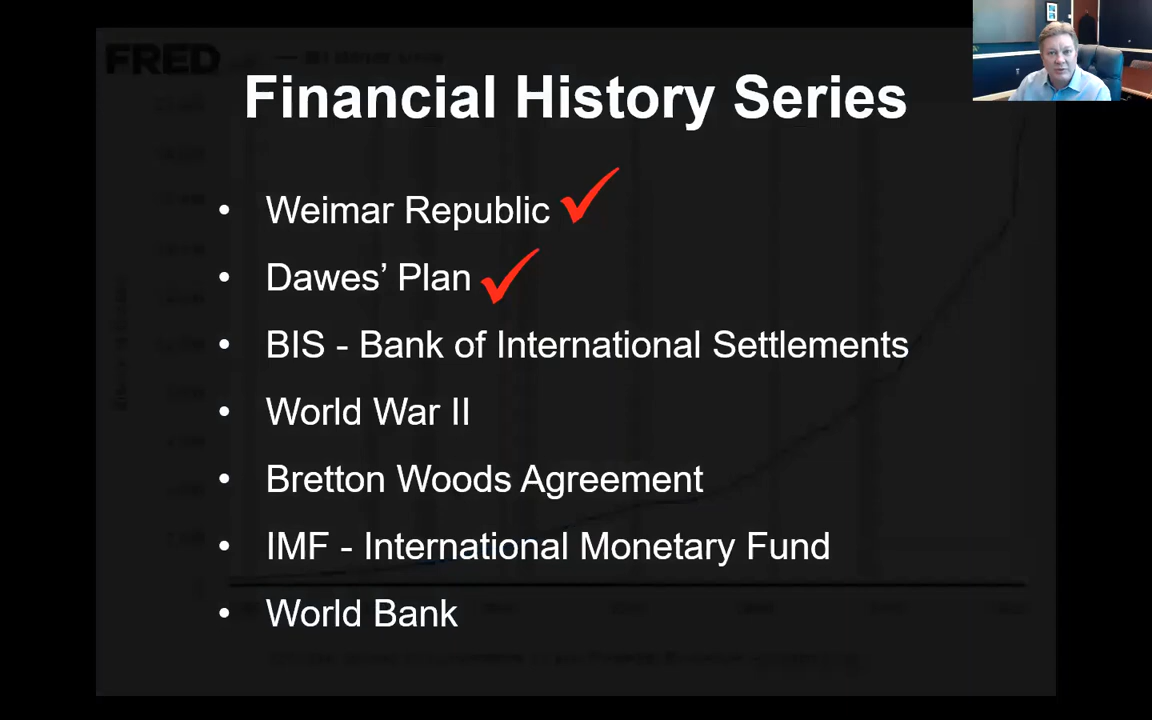 FRED
Financial History Series
• Weimar Republic
• Dawes’ Plan
• BIS - Bank of International Settlements
• World War II
• Bretton Woods Agreement
• IMF - International Monetary Fund
• World Bank